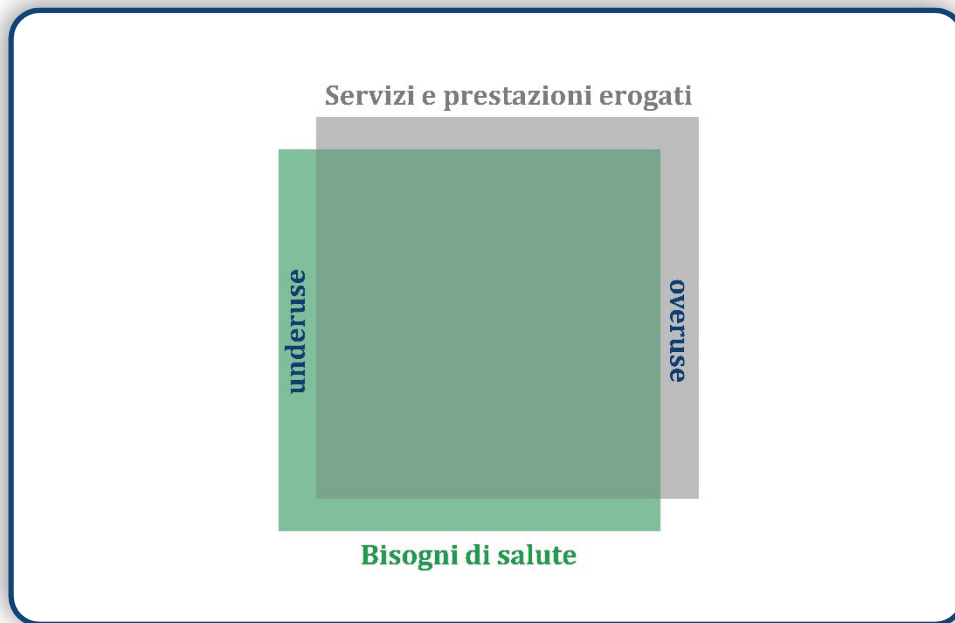 Servizi e prestazioni erogati
underuse
overuse
Bisogni di salute